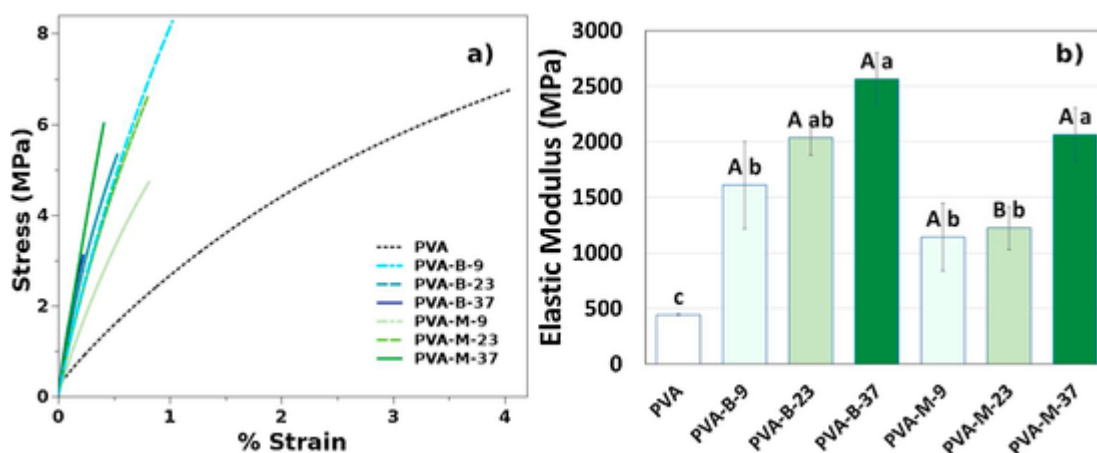 a)
Stress (MPa)
8
6
4
2
0
0 1 2 3 4
% Strain
PVA
PVA-B-9
PVA-B-23
PVA-B-37
PVA-M-9
PVA-M-23
PVA-M-37
b)
Elastic Modulus (MPa)
3000
2500
2000
1500
1000
500
0
c
A b
A ab
A a
A b
B b
A a
PVA
PVA-B-9
PVA-B-23
PVA-B-37
PVA-M-9
PVA-M-23
PVA-M-37